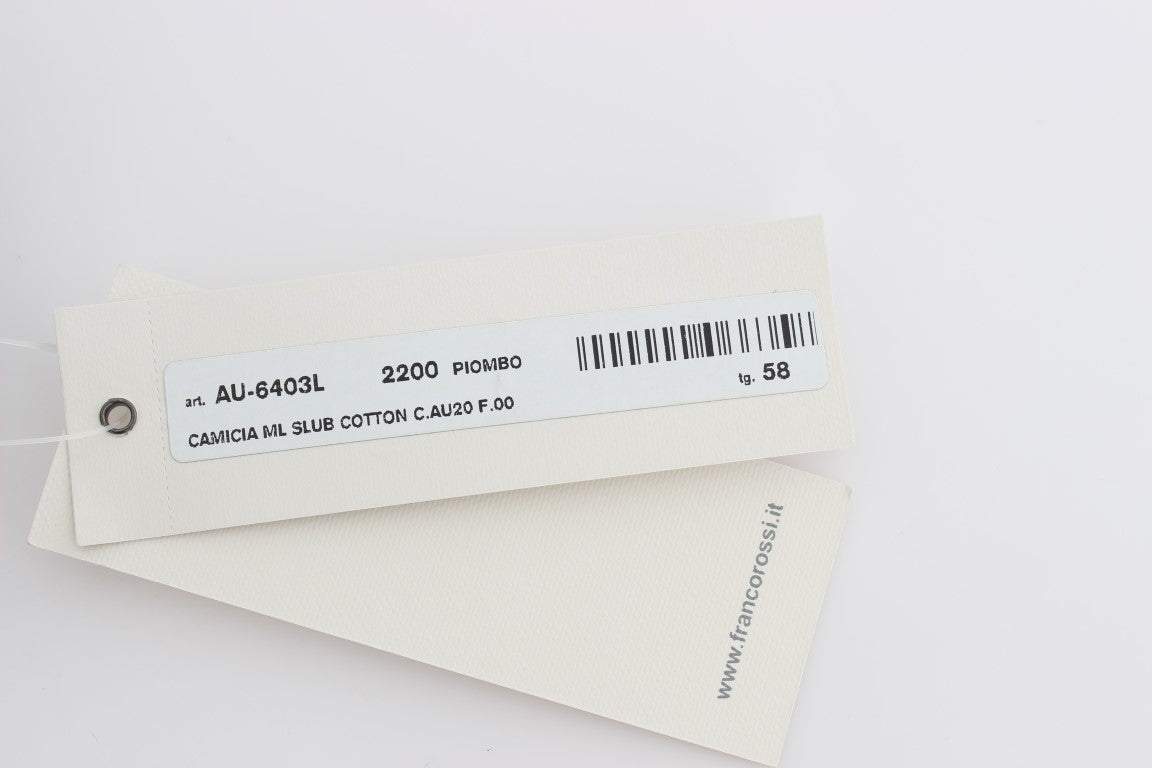 art. AU-6403L 2200 PIOMBO
CAMICIA ML SLUB COTTON C.AU20 F.00
tg. 58
www.francorossi.it